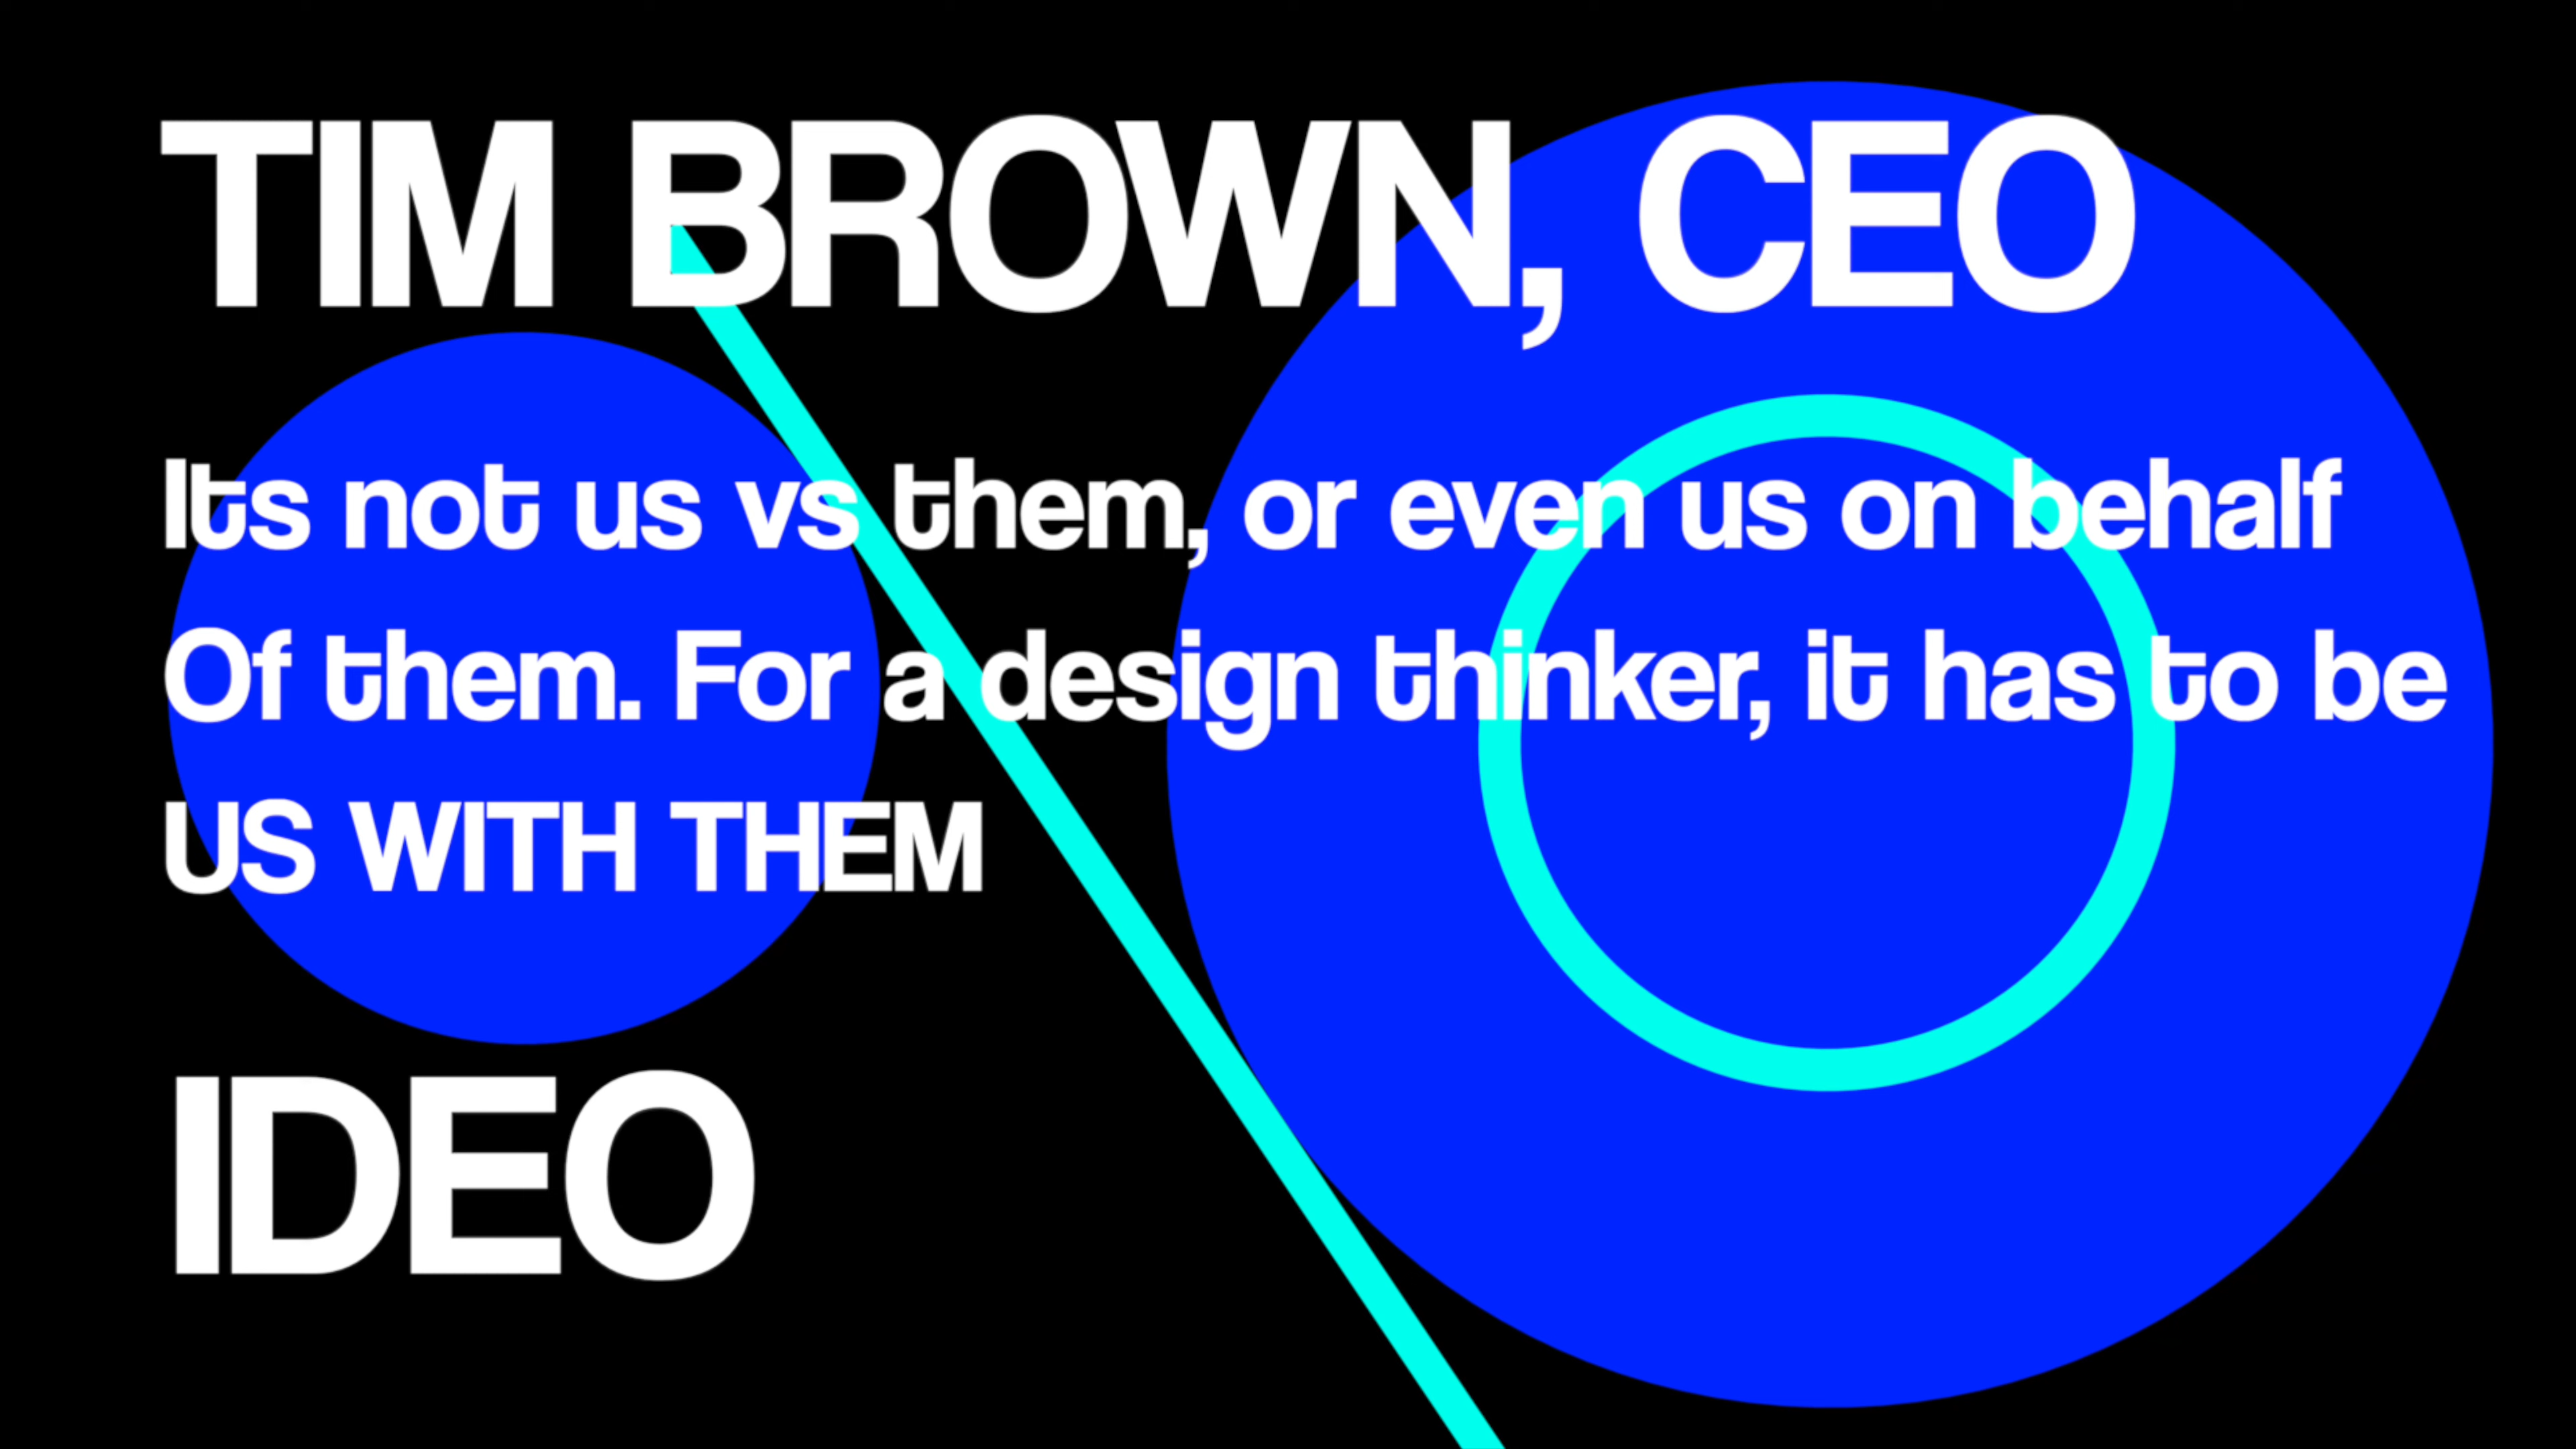 TIM BROWN, CEO
Its not us vs them, or even us on behalf
Of them. For a design thinker, it has to be
US WITH THEM
IDEO